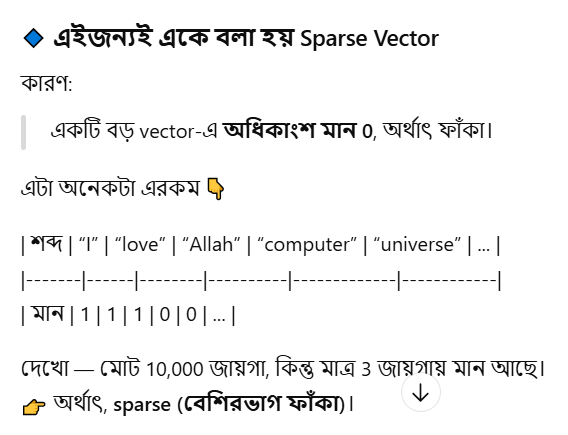 🔷 এইজন্যই একে বলা হয় Sparse Vector
কারণ:
একটি বড় vector-এ অধিকাংশ মান 0, অর্থাৎ ফাঁকা।
এটা অনেকটা এরকম 👇
| শব্দ | “I” | “love” | “Allah” | “computer” | “universe” | ... |
|-------|------|--------|----------|-------------|------------|
| মান | 1 | 1 | 1 | 0 | 0 | ... |
দেখো — মোট 10,000 জায়গা, কিন্তু মাত্র 3 জায়গায় মান আছে।
👉 অর্থাৎ, sparse (বেশিরভাগ ফাঁকা)।